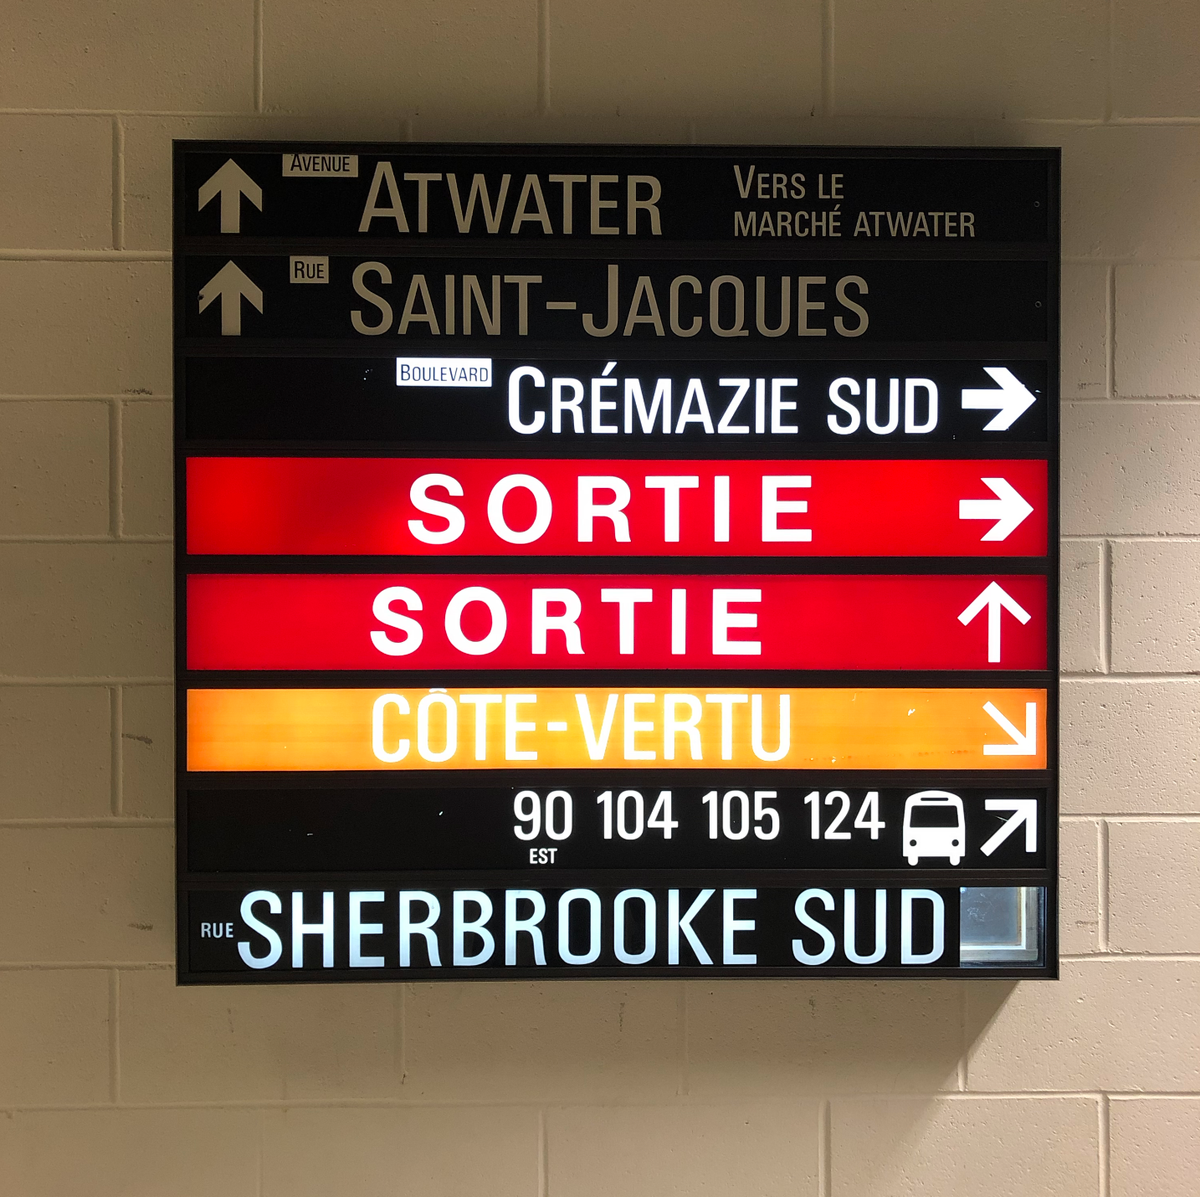 AVENUE ATWATER VERS LE
MARCHÉ ATWATER
RUE SAINT-JACQUES
BOULEVARD CRÉMAZIE SUD
SORTIE
SORTIE
CÔTE-VERTU
90 104 105 124
EST
RUE SHERBROOKE SUD